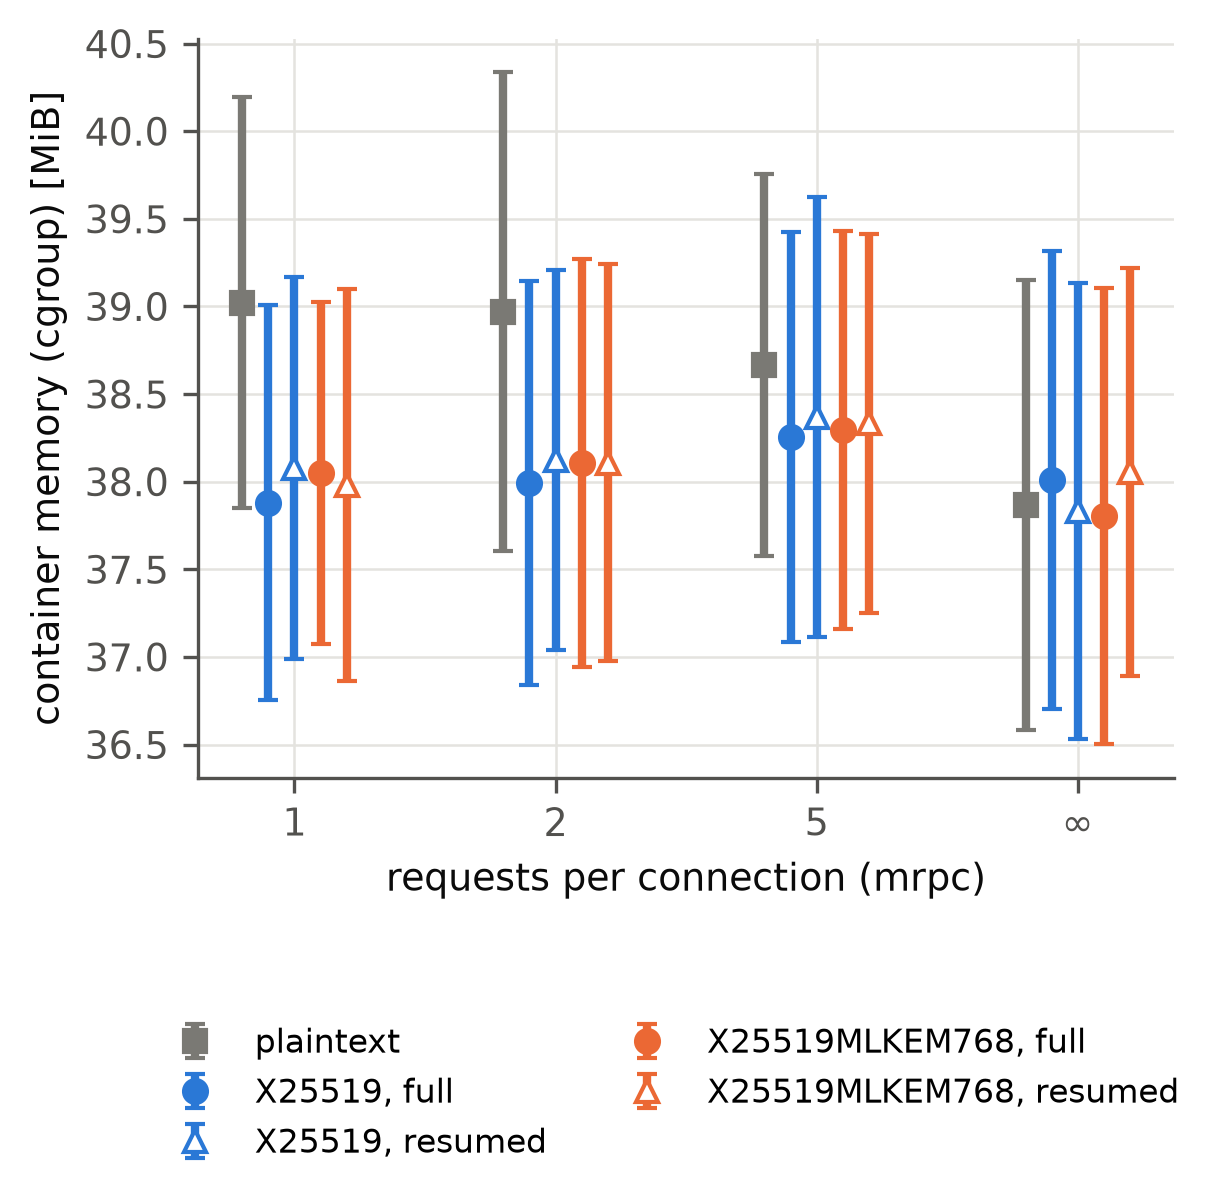 container memory (cgroup) [MiB]
40.5
40.0
39.5
39.0
38.5
38.0
37.5
37.0
36.5
1
2
5
∞
requests per connection (mrpc)
plaintext
X25519, full
X25519, resumed
X25519MLKEM768, full
X25519MLKEM768, resumed